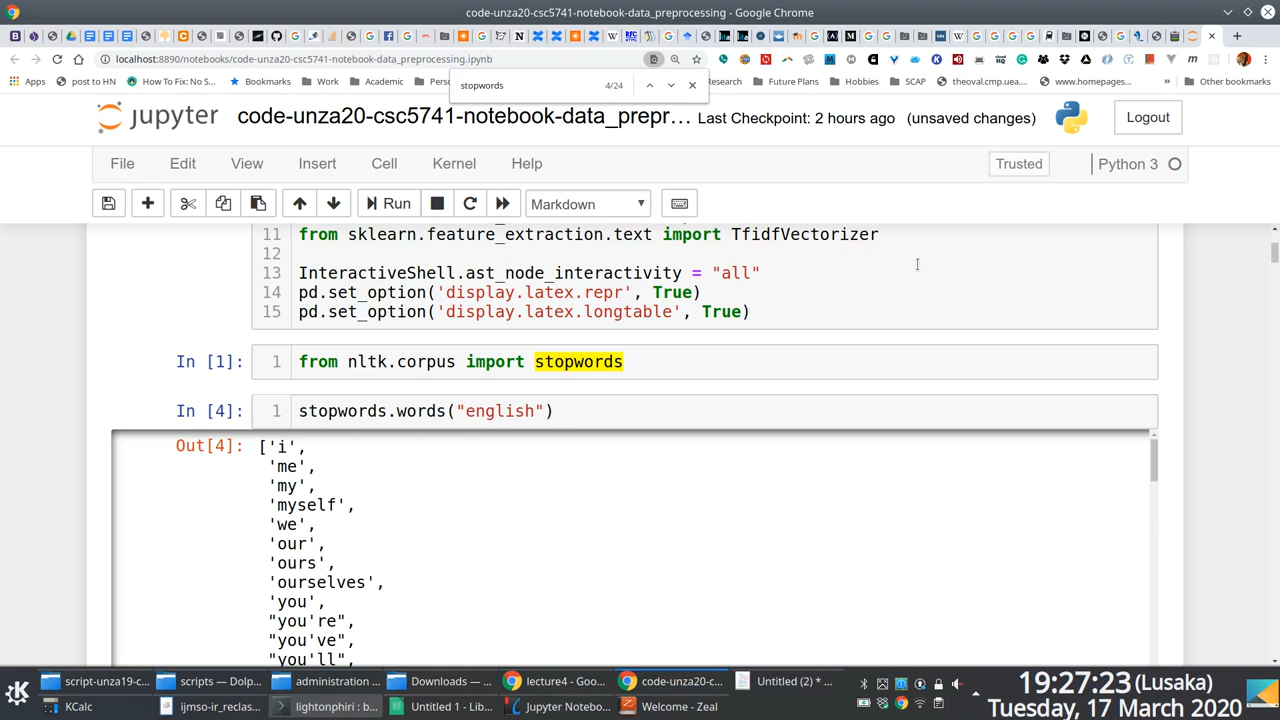 code-unza20-csc5741-notebook-data_preprocessing - Google Chrome
localhost:8890/notebooks/code-unza20-csc5741-notebook-data_preprocessing.ipynb
Apps post to HN How To Fix: No S... Bookmarks Work Academic Perso esearch Future Plans Hobbies SCAP theoval.cmp.uea.... www.homepages... » Other bookmarks
stopwords 4/24
jupyter code-unza20-csc5741-notebook-data_prepr... Last Checkpoint: 2 hours ago (unsaved changes) Logout
File Edit View Insert Cell Kernel Help Trusted Python 3
Run Markdown
11 from sklearn.feature_extraction.text import TfidfVectorizer
12
13 InteractiveShell.ast_node_interactivity = "all"
14 pd.set_option('display.latex.repr', True)
15 pd.set_option('display.latex.longtable', True)
In [1]: 1 from nltk.corpus import stopwords
In [4]: 1 stopwords.words("english")
Out[4]: ['i',
'me',
'my',
'myself',
'we',
'our',
'ours',
'ourselves',
'you',
"you're",
"you've",
"you'll",
script-unza19-c... scripts — Dolp... administration ... Downloads — ... lecture4 - Goo... code-unza20-c... Untitled (2) * ...
KCalc ijmso-ir_reclas... lightonphiri : b... Untitled 1 - Lib... Jupyter Notebo... Welcome - Zeal
19:27:23 (Lusaka)
Tuesday, 17 March 2020